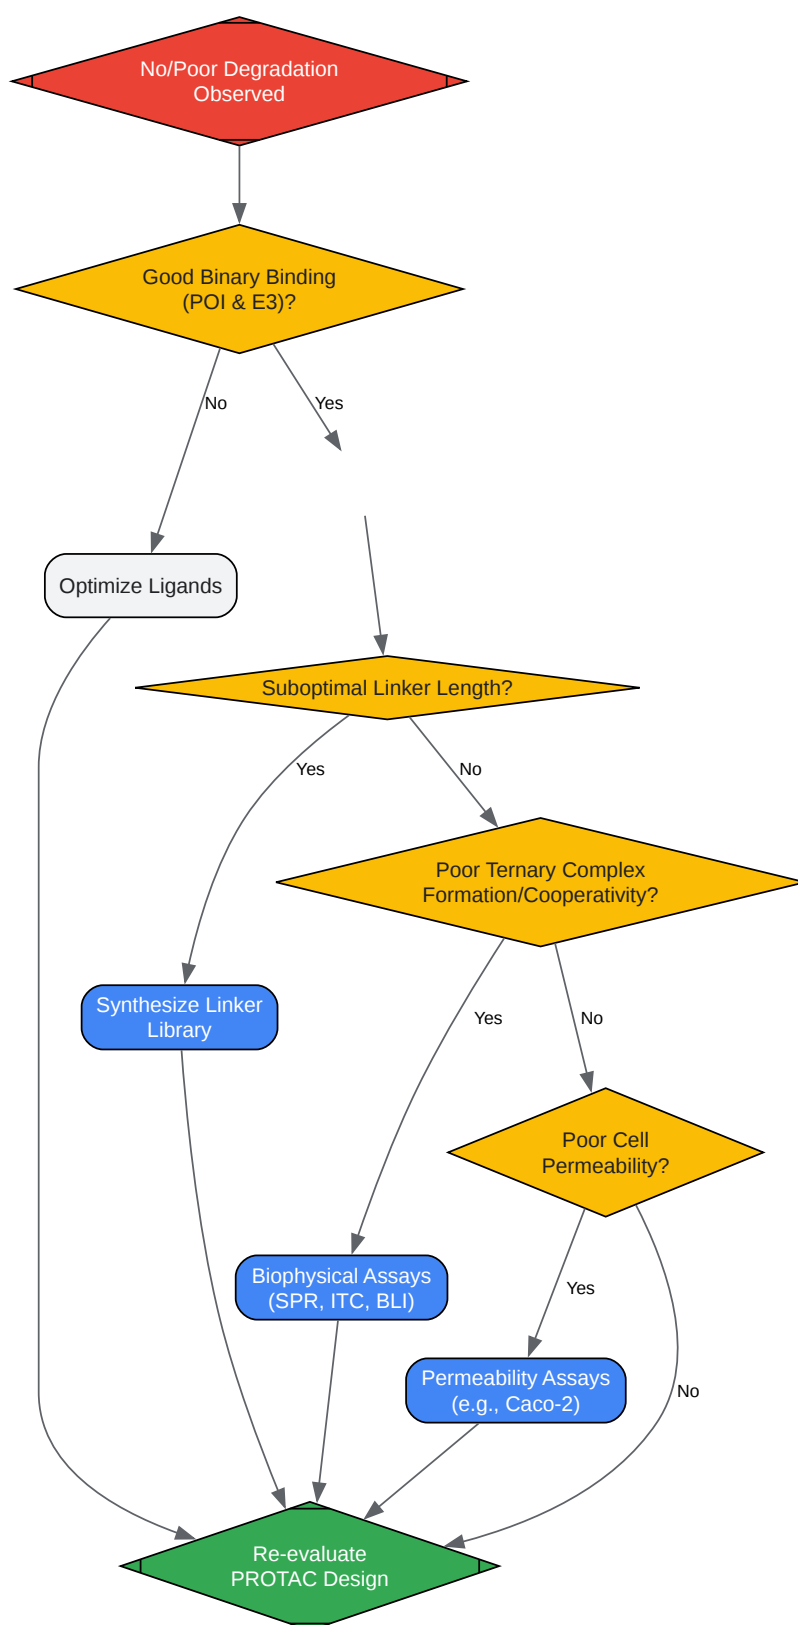 No/Poor Degradation
Observed
Good Binary Binding
(POI & E3)?
No
Yes
Optimize Ligands
Suboptimal Linker Length?
Yes
No
Poor Ternary Complex
Formation/Cooperativity?
Synthesize Linker
Library
Yes
No
Poor Cell
Permeability?
Biophysical Assays
(SPR, ITC, BLI)
Yes
Permeability Assays
(e.g., Caco-2)
No
Re-evaluate
PROTAC Design